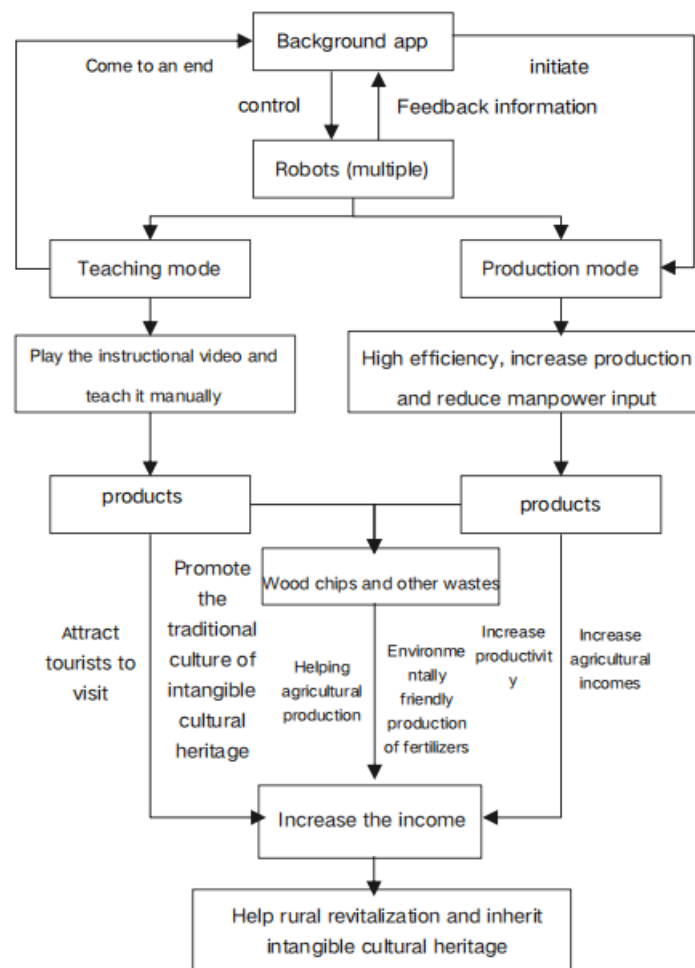 Background app
Come to an end
initiate
control
Feedback information
Robots (multiple)
Teaching mode
Production mode
Play the instructional video and
teach it manually
High efficiency, increase production
and reduce manpower input
products
products
Wood chips and other wastes
Attract
tourists to
visit
Promote
the
traditional
culture of
intangible
cultural
heritage
Helping
agricultural
production
Environme
ntally
friendly
production
of fertilizers
Increase
productivit
y
Increase
agricultural
incomes
Increase the income
Help rural revitalization and inherit
intangible cultural heritage